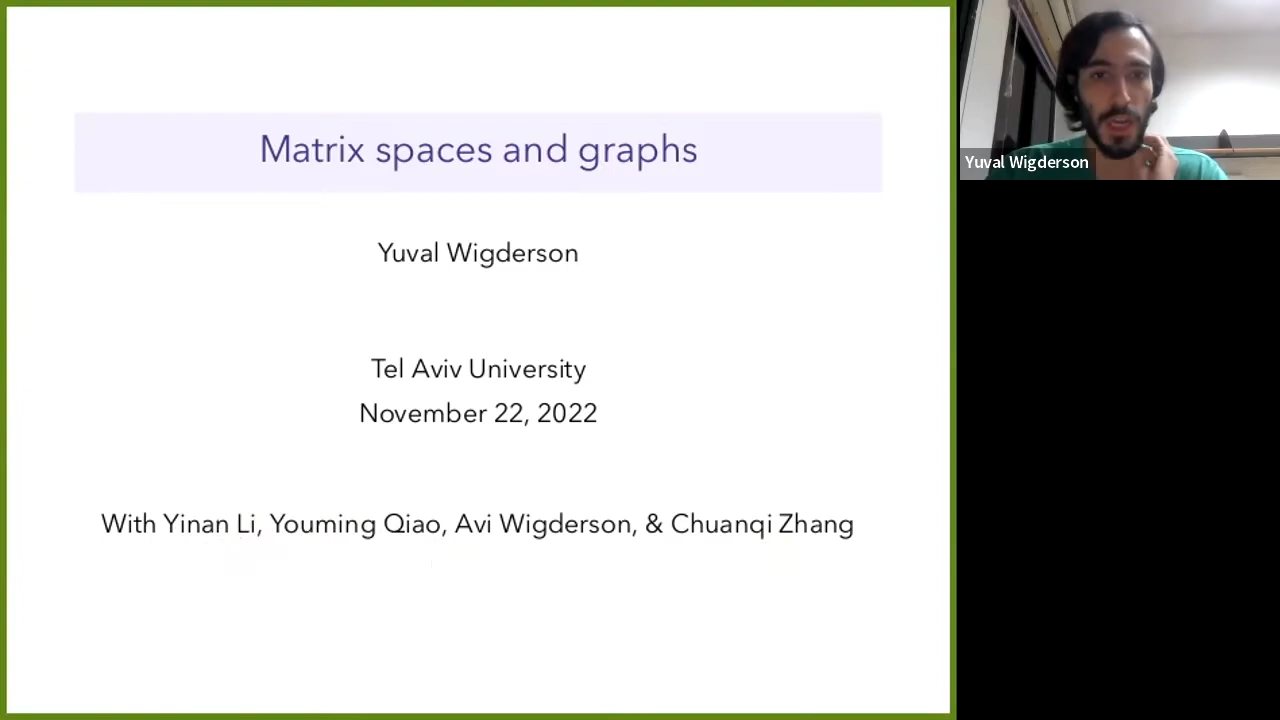 Matrix spaces and graphs
Yuval Wigderson
Tel Aviv University
November 22, 2022
With Yinan Li, Youming Qiao, Avi Wigderson, & Chuanqi Zhang
Yuval Wigderson